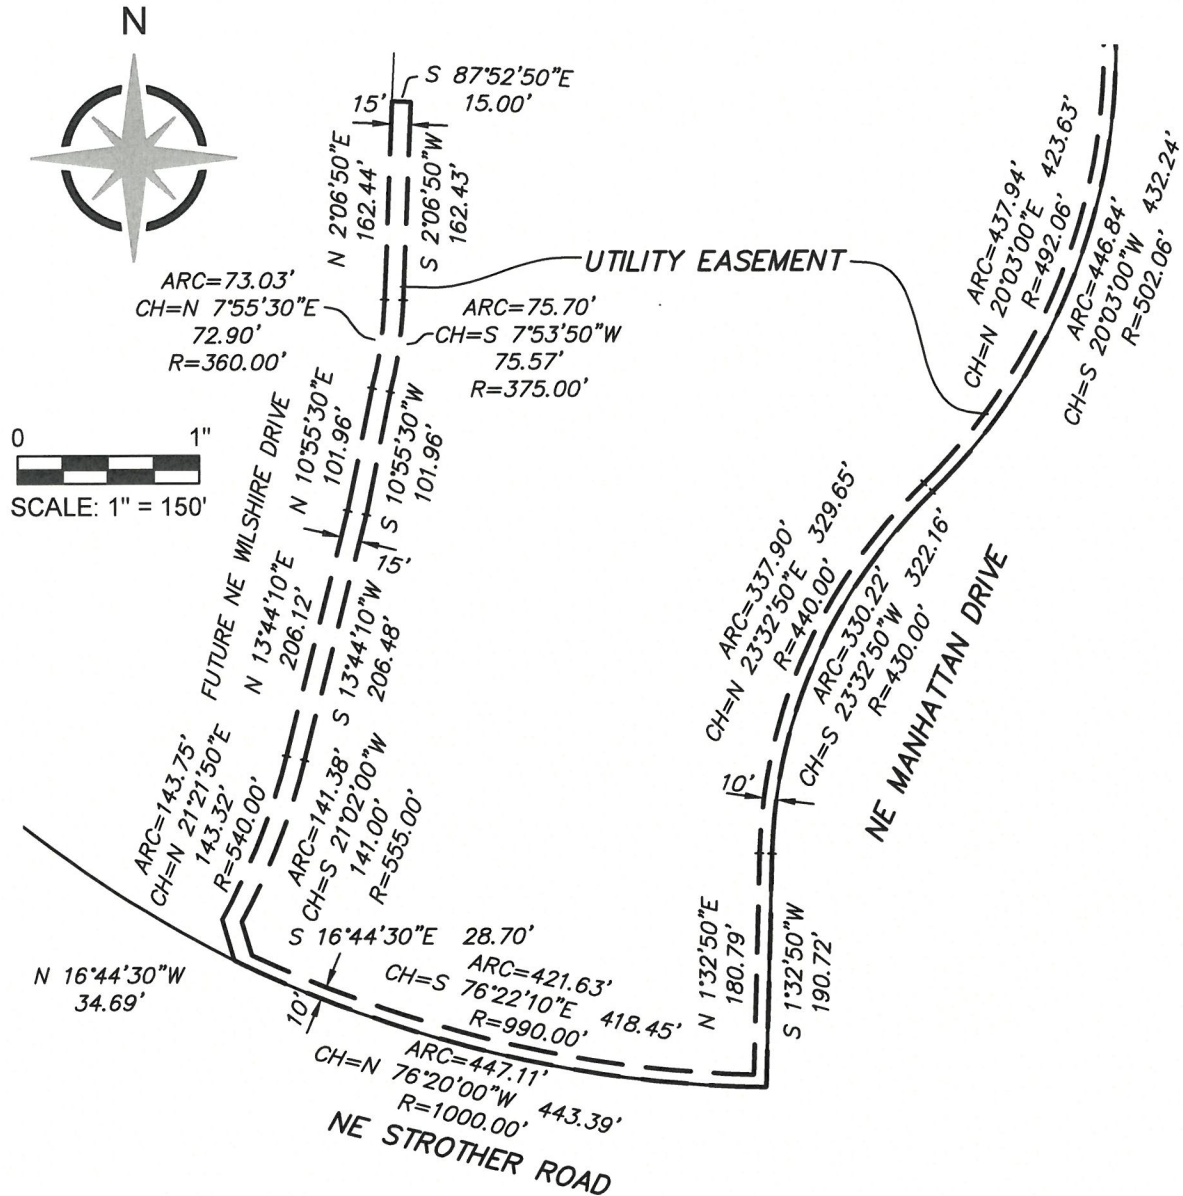 N
S 87°52'50"E
15.00'
15'
N 2°06'50"E
162.44'
S 2°06'50"W
162.43'
UTILITY EASEMENT
ARC=437.94'
CH=N 20°03'00"E 423.63'
R=492.06'
ARC=446.84'
CH=S 20°03'00"W 432.24'
R=502.06'
ARC=73.03'
CH=N 7°55'30"E
72.90'
R=360.00'
ARC=75.70'
CH=S 7°53'50"W
75.57'
R=375.00'
0 1"
SCALE: 1" = 150'
FUTURE NE WILSHIRE DRIVE
N 10°55'30"E
101.96'
S 10°55'30"W
101.96'
15'
N 13°44'10"E
206.12'
S 13°44'10"W
206.48'
ARC=337.90'
CH=N 23°32'50"E 329.65'
R=440.00'
ARC=330.22'
CH=S 23°32'50"W 322.16'
R=430.00'
NE MANHATTAN DRIVE
10'
ARC=143.75'
CH=N 21°21'50"E
143.32'
R=540.00'
ARC=141.38'
CH=S 21°02'00"W
141.00'
R=555.00'
N 1°32'50"E
180.79'
S 1°32'50"W
190.72'
N 16°44'30"W
34.69'
S 16°44'30"E 28.70'
10'
ARC=421.63'
CH=S 76°22'10"E 418.45'
R=990.00'
ARC=447.11'
CH=N 76°20'00"W 443.39'
R=1000.00'
NE STROTHER ROAD